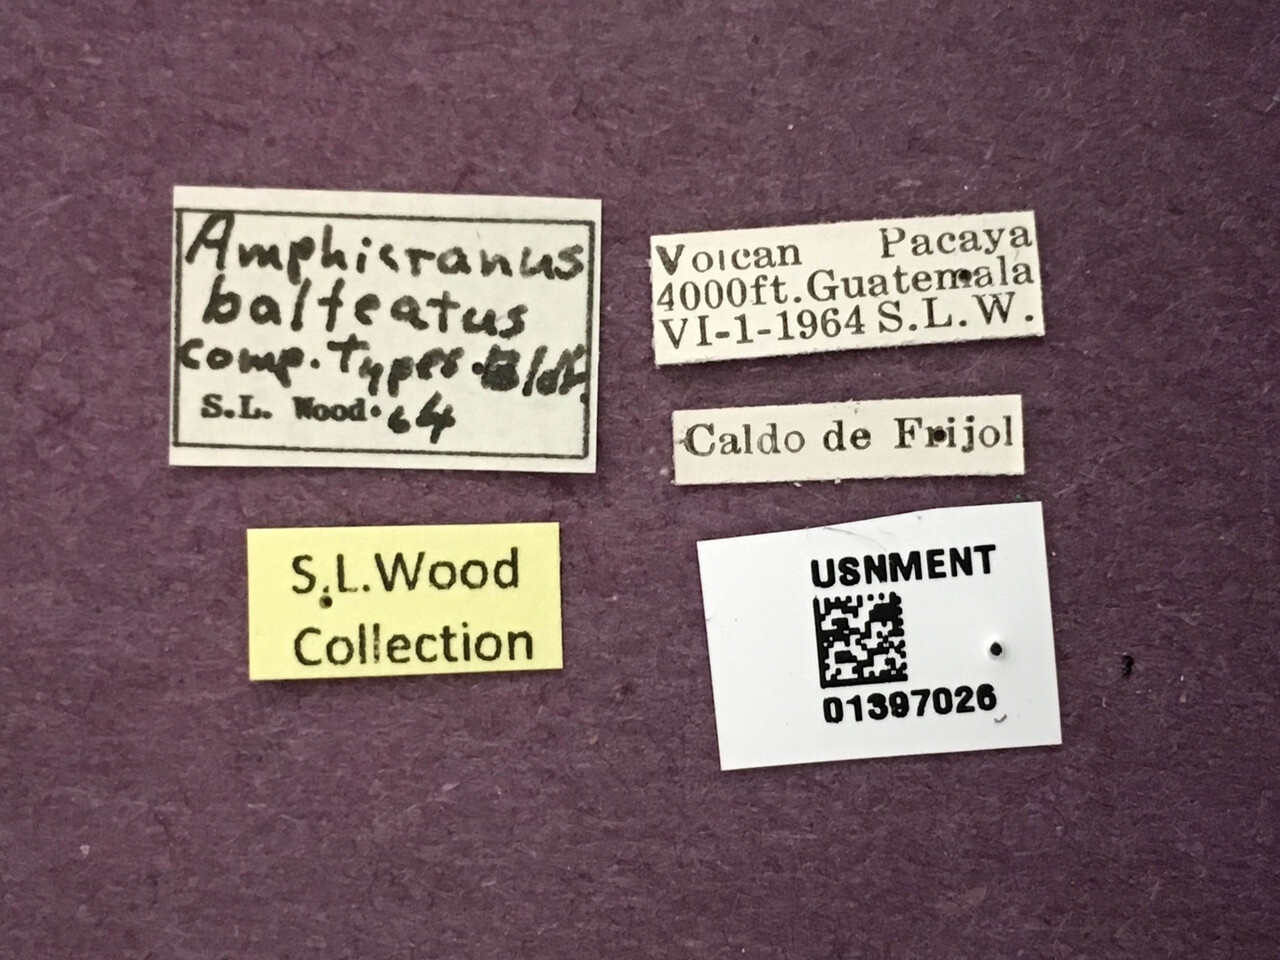 Amphicranus
balteatus
comp. Types. Bldf.
S.L. Wood. 64
Volcan Pacaya
4000ft. Guatemala
VI-1-1964 S.L.W.
Caldo de Frijol
S.L.Wood
Collection
USNMENT
01397026